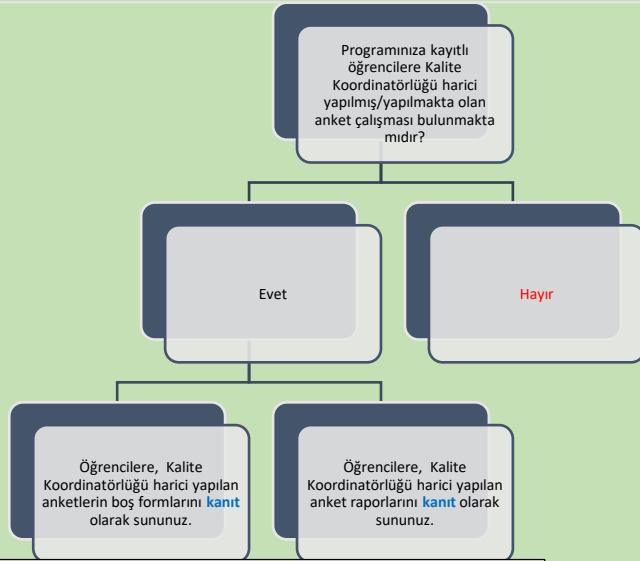 Programınıza kayıtlı
öğrencilere Kalite
Koordinatörlüğü harici
yapılmış/yapılmakta olan
anket çalışması bulunmakta
mıdır?
Evet
Hayır
Öğrencilere, Kalite
Koordinatörlüğü harici yapılan
anketlerin boş formlarını kanıt
olarak sununuz.
Öğrencilere, Kalite
Koordinatörlüğü harici yapılan
anket raporlarını kanıt olarak
sununuz.